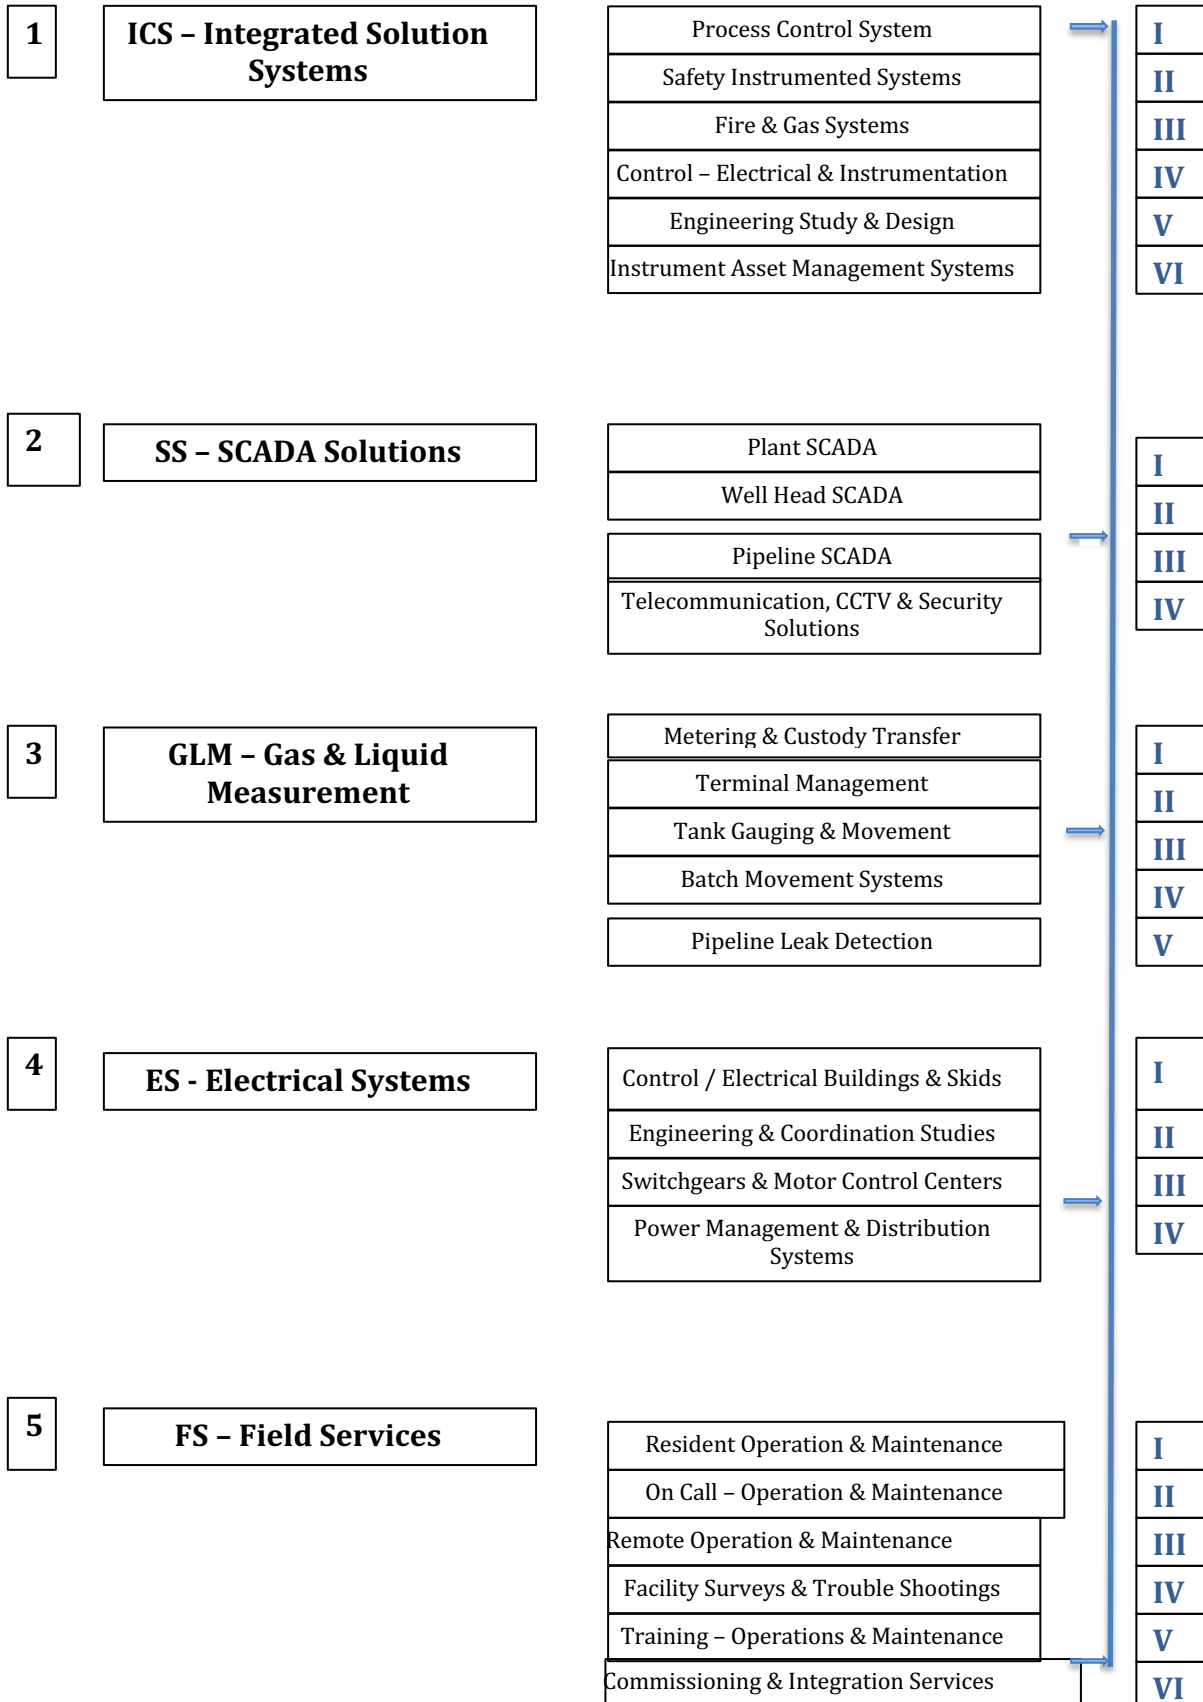 1
ICS – Integrated Solution
Systems
Process Control System
I
Safety Instrumented Systems
II
Fire & Gas Systems
III
Control – Electrical & Instrumentation
IV
Engineering Study & Design
V
Instrument Asset Management Systems
VI
2
SS – SCADA Solutions
Plant SCADA
I
Well Head SCADA
II
Pipeline SCADA
III
Telecommunication, CCTV & Security
Solutions
IV
3
GLM – Gas & Liquid
Measurement
Metering & Custody Transfer
I
Terminal Management
II
Tank Gauging & Movement
III
Batch Movement Systems
IV
Pipeline Leak Detection
V
4
ES - Electrical Systems
Control / Electrical Buildings & Skids
I
Engineering & Coordination Studies
II
Switchgears & Motor Control Centers
III
Power Management & Distribution
Systems
IV
5
FS – Field Services
Resident Operation & Maintenance
I
On Call – Operation & Maintenance
II
Remote Operation & Maintenance
III
Facility Surveys & Trouble Shootings
IV
Training – Operations & Maintenance
V
Commissioning & Integration Services
VI